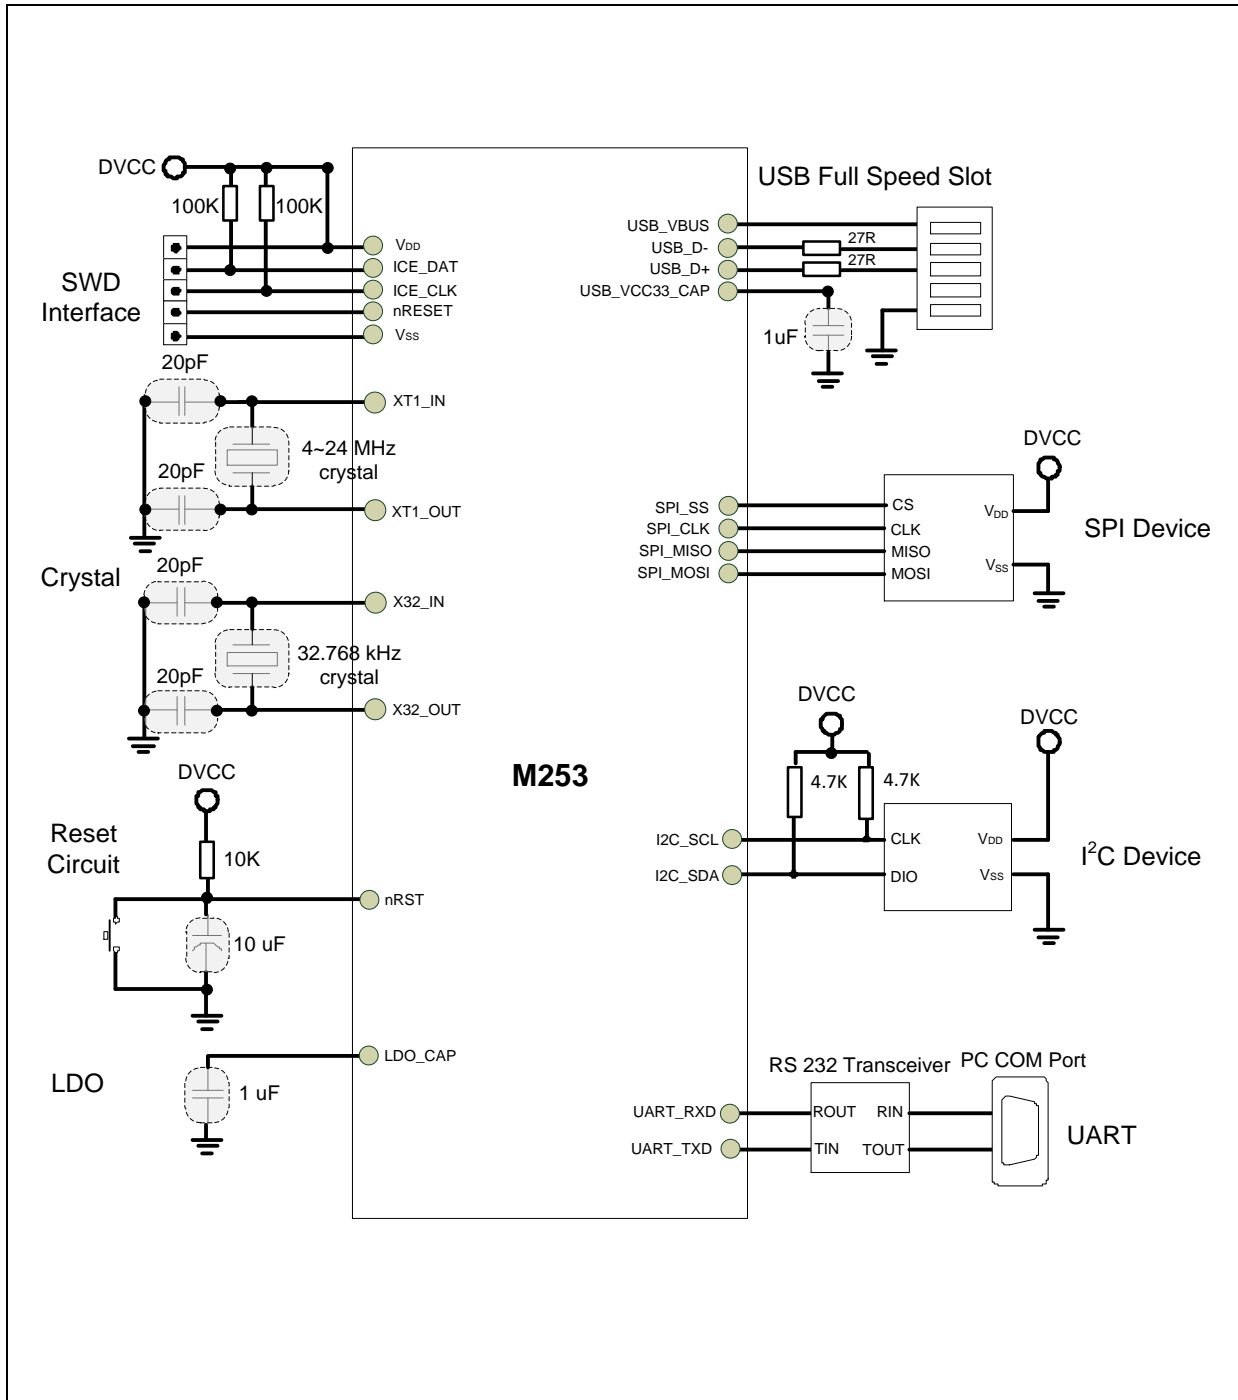 DVCC
100K
100K
SWD
Interface
VDD
ICE_DAT
ICE_CLK
nRESET
VSS
20pF
XT1_IN
4~24 MHz
crystal
20pF
XT1_OUT
Crystal
20pF
X32_IN
32.768 kHz
crystal
20pF
X32_OUT
DVCC
Reset
Circuit
10K
nRST
10 uF
LDO
LDO_CAP
1 uF
M253
USB Full Speed Slot
USB_VBUS
USB_D-
27R
USB_D+
27R
USB_VCC33_CAP
1uF
DVCC
SPI_SS
SPI_CLK
SPI_MISO
SPI_MOSI
CS
CLK
MISO
MOSI
VDD
VSS
SPI Device
DVCC
DVCC
4.7K
4.7K
I2C_SCL
I2C_SDA
CLK
DIO
VDD
VSS
I²C Device
RS 232 Transceiver
PC COM Port
UART_RXD
UART_TXD
ROUT
RIN
TIN
TOUT
UART